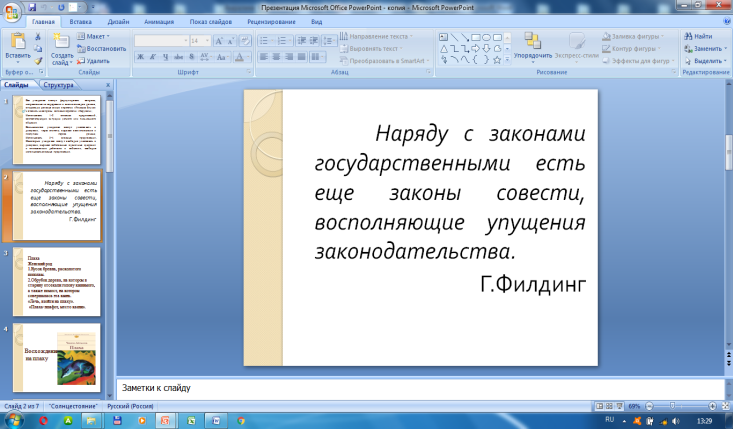 Презентация Microsoft Office PowerPoint - копия - Microsoft PowerPoint
Главная Вставка Дизайн Анимация Показ слайдов Рецензирование Вид
Вставить
Буфер о...
Создать слайд
Макет
Восстановить
Удалить
Слайды
Шрифт
Направление текста
Выровнять текст
Преобразовать в SmartArt
Абзац
Упорядочить
Экспресс-стили
Заливка фигуры
Контур фигуры
Эффекты для фигур
Рисование
Найти
Заменить
Выделить
Редактирование
Слайды Структура
1
2
Наряду с законами
государственными есть
еще законы совести,
восполняющие упущения
законодательства.
Г.Филдинг
3
Плаха
Женский род
4
Восхождение
на плаху
Плаха
Наряду с законами
государственными есть
еще законы совести,
восполняющие упущения
законодательства.
Г.Филдинг
Заметки к слайду
Слайд 2 из 7 "Солнцестояние" Русский (Россия) 69%
RU 13:29